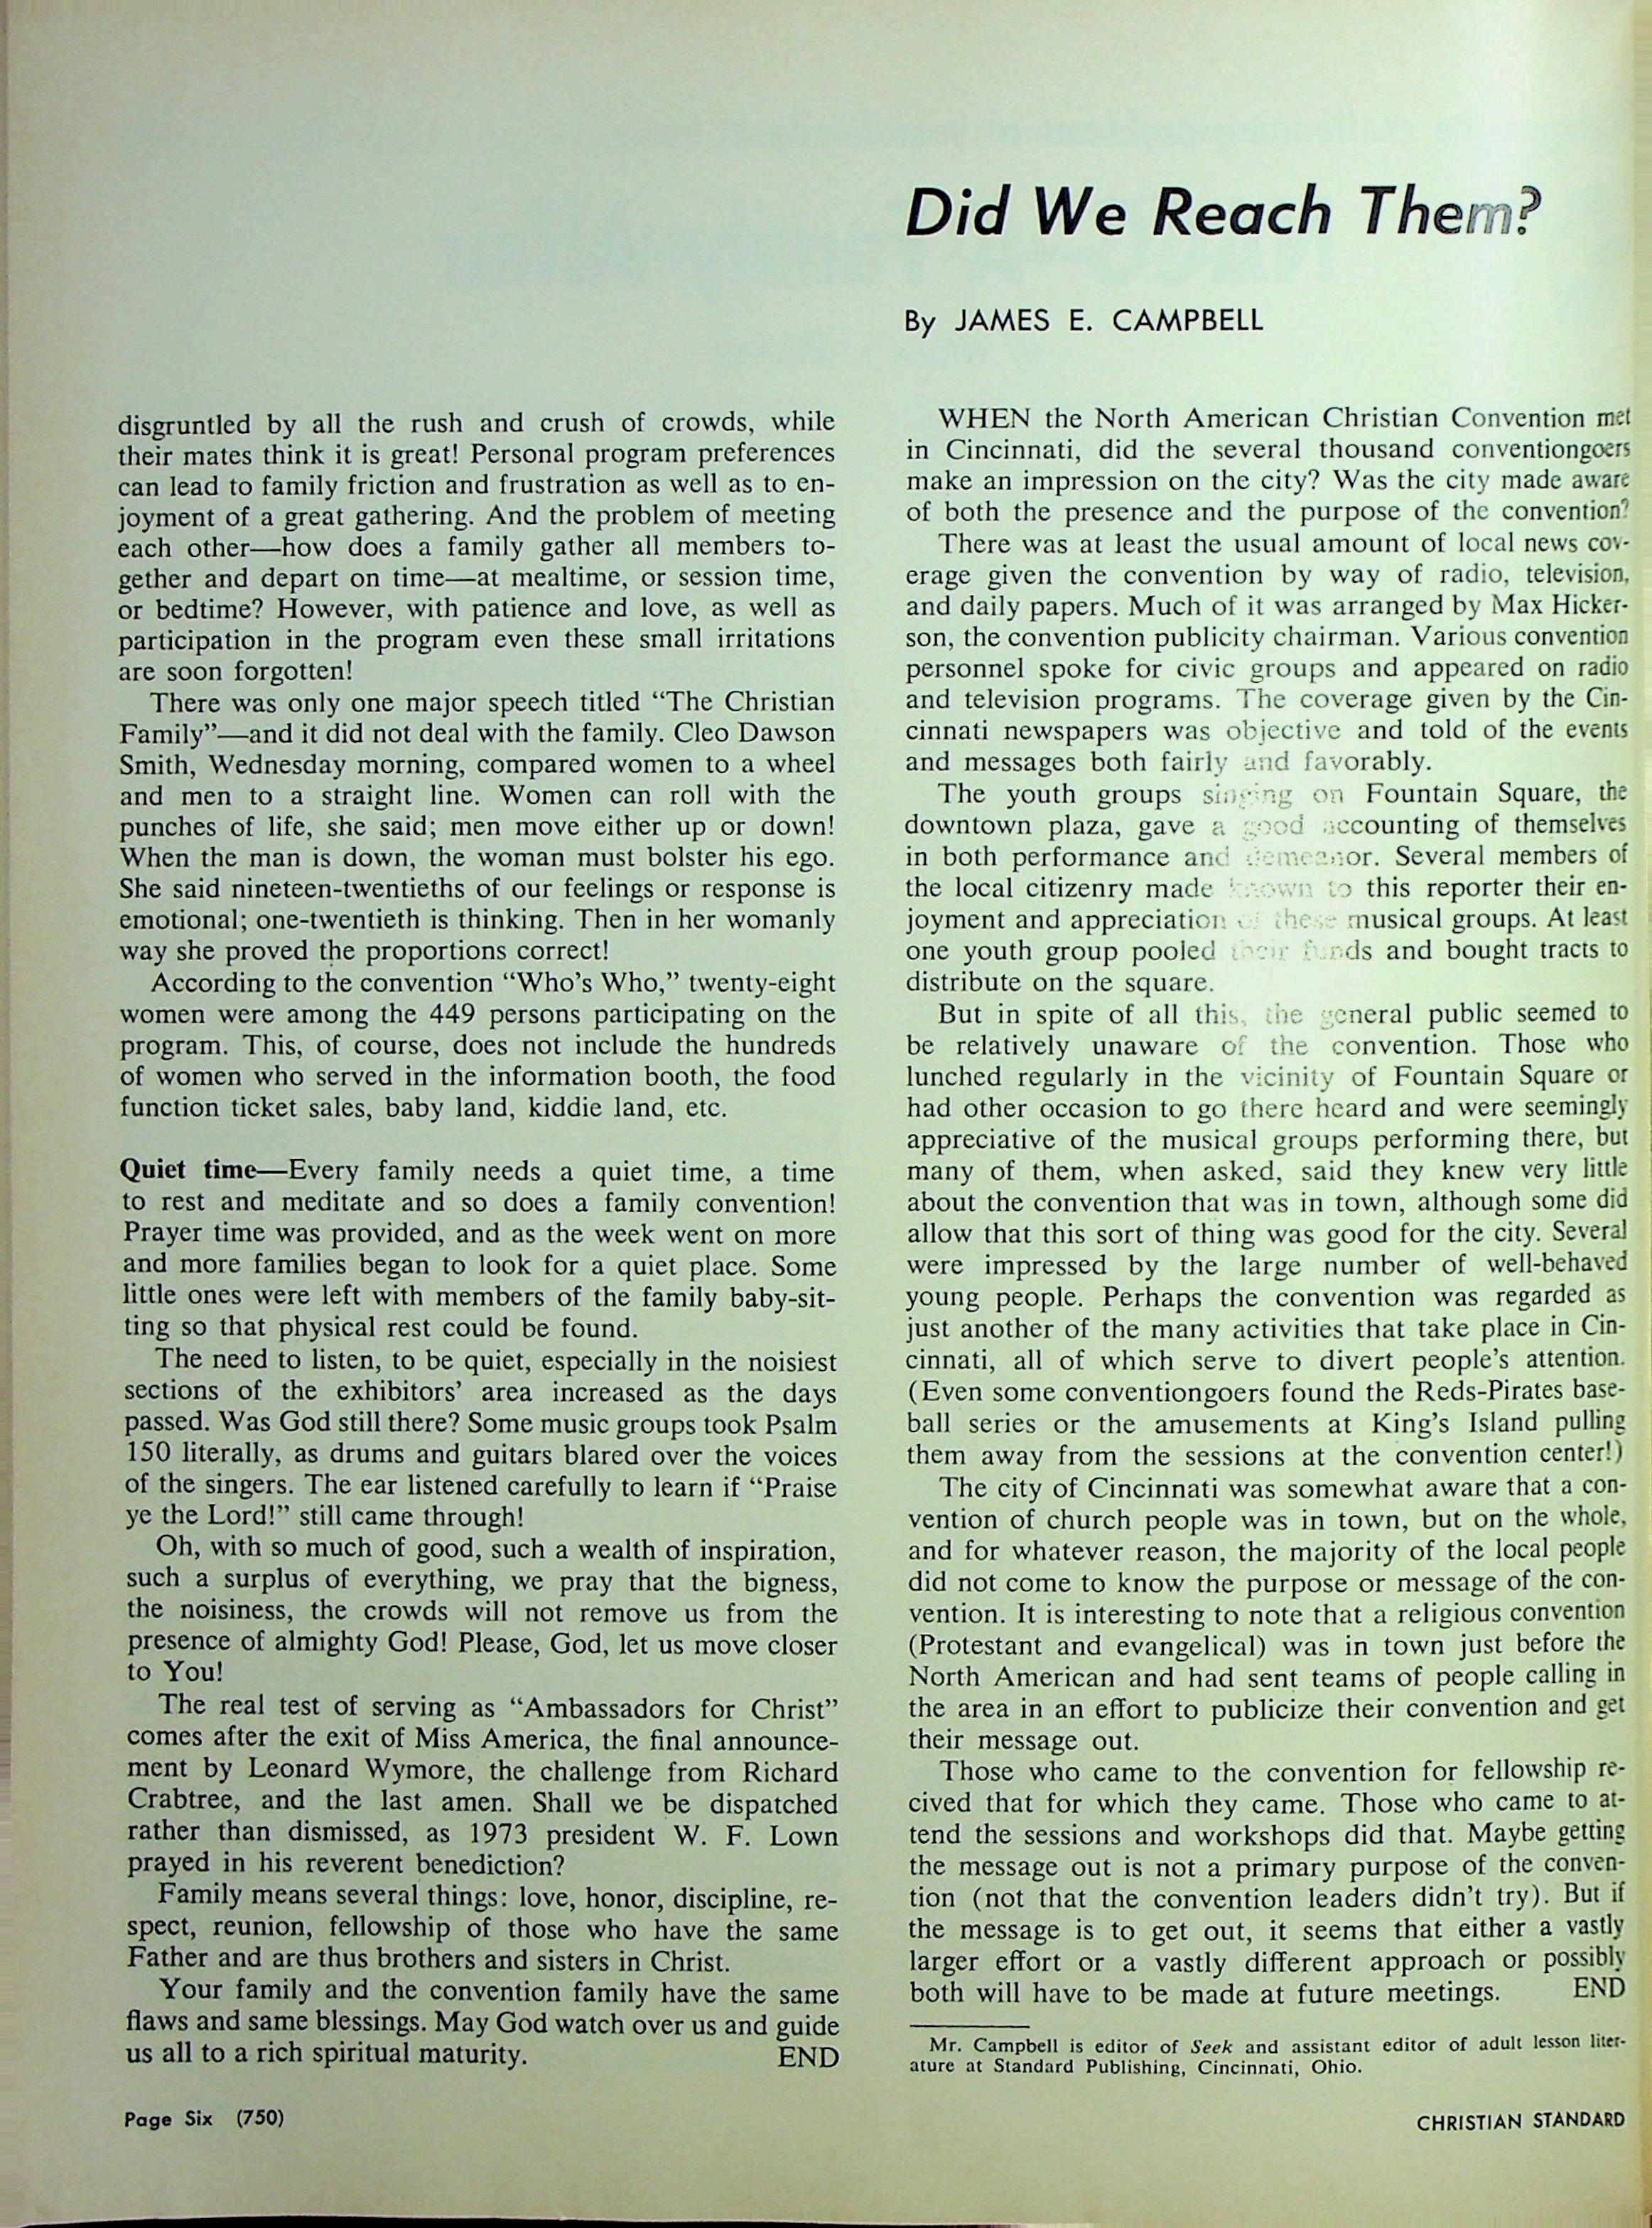 disgruntled by all the rush and crush of crowds, while
their mates think it is great! Personal program preferences
can lead to family friction and frustration as well as to en-
joyment of a great gathering. And the problem of meeting
each other—how does a family gather all members to-
gether and depart on time—at mealtime, or session time,
or bedtime? However, with patience and love, as well as
participation in the program even these small irritations
are soon forgotten!
There was only one major speech titled “The Christian
Family”—and it did not deal with the family. Cleo Dawson
Smith, Wednesday morning, compared women to a wheel
and men to a straight line. Women can roll with the
punches of life, she said; men move either up or down!
When the man is down, the woman must bolster his ego.
She said nineteen-twentieths of our feelings or response is
emotional; one-twentieth is thinking. Then in her womanly
way she proved the proportions correct!
According to the convention “Who’s Who,” twenty-eight
women were among the 449 persons participating on the
program. This, of course, does not include the hundreds
of women who served in the information booth, the food
function ticket sales, baby land, kiddie land, etc.
Quiet time—Every family needs a quiet time, a time
to rest and meditate and so does a family convention!
Prayer time was provided, and as the week went on more
and more families began to look for a quiet place. Some
little ones were left with members of the family baby-sit-
ting so that physical rest could be found.
The need to listen, to be quiet, especially in the noisiest
sections of the exhibitors’ area increased as the days
passed. Was God still there? Some music groups took Psalm
150 literally, as drums and guitars blared over the voices
of the singers. The ear listened carefully to learn if “Praise
ye the Lord!” still came through!
Oh, with so much of good, such a wealth of inspiration,
such a surplus of everything, we pray that the bigness,
the noisiness, the crowds will not remove us from the
presence of almighty God! Please, God, let us move closer
to You!
The real test of serving as “Ambassadors for Christ”
comes after the exit of Miss America, the final announce-
ment by Leonard Wymore, the challenge from Richard
Crabtree, and the last amen. Shall we be dispatched
rather than dismissed, as 1973 president W. F. Lown
prayed in his reverent benediction?
Family means several things: love, honor, discipline, re-
spect, reunion, fellowship of those who have the same
Father and are thus brothers and sisters in Christ.
Your family and the convention family have the same
flaws and same blessings. May God watch over us and guide
us all to a rich spiritual maturity. END
Did We Reach Them?
By JAMES E. CAMPBELL
WHEN the North American Christian Convention met
in Cincinnati, did the several thousand conventiongoers
make an impression on the city? Was the city made aware
of both the presence and the purpose of the convention?
There was at least the usual amount of local news cov-
erage given the convention by way of radio, television,
and daily papers. Much of it was arranged by Max Hicker-
son, the convention publicity chairman. Various convention
personnel spoke for civic groups and appeared on radio
and television programs. The coverage given by the Cin-
cinnati newspapers was objective and told of the events
and messages both fairly and favorably.
The youth groups singing on Fountain Square, the
downtown plaza, gave a good accounting of themselves
in both performance and demeanor. Several members of
the local citizenry made known to this reporter their en-
joyment and appreciation of these musical groups. At least
one youth group pooled their funds and bought tracts to
distribute on the square.
But in spite of all this, the general public seemed to
be relatively unaware of the convention. Those who
lunched regularly in the vicinity of Fountain Square or
had other occasion to go there heard and were seemingly
appreciative of the musical groups performing there, but
many of them, when asked, said they knew very little
about the convention that was in town, although some did
allow that this sort of thing was good for the city. Several
were impressed by the large number of well-behaved
young people. Perhaps the convention was regarded as
just another of the many activities that take place in Cin-
cinnati, all of which serve to divert people’s attention.
(Even some conventiongoers found the Reds-Pirates base-
ball series or the amusements at King’s Island pulling
them away from the sessions at the convention center!)
The city of Cincinnati was somewhat aware that a con-
vention of church people was in town, but on the whole,
and for whatever reason, the majority of the local people
did not come to know the purpose or message of the con-
vention. It is interesting to note that a religious convention
(Protestant and evangelical) was in town just before the
North American and had sent teams of people calling in
the area in an effort to publicize their convention and get
their message out.
Those who came to the convention for fellowship re-
cived that for which they came. Those who came to at-
tend the sessions and workshops did that. Maybe getting
the message out is not a primary purpose of the conven-
tion (not that the convention leaders didn’t try). But if
the message is to get out, it seems that either a vastly
larger effort or a vastly different approach or possibly
both will have to be made at future meetings. END
Mr. Campbell is editor of Seek and assistant editor of adult lesson liter-
ature at Standard Publishing, Cincinnati, Ohio.
Page Six (750)
CHRISTIAN STANDARD